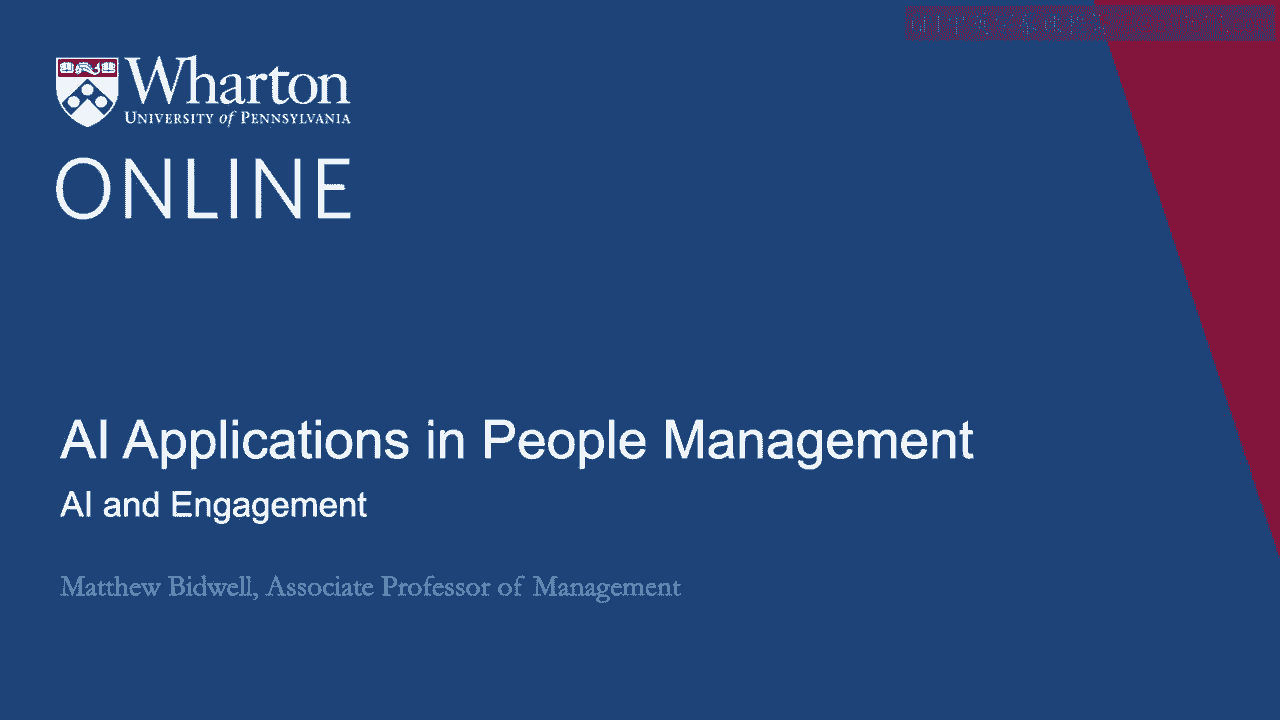 Wharton
UNIVERSITY of PENNSYLVANIA
ONLINE
AI Applications in People Management
AI and Engagement
Matthew Bidwell, Associate Professor of Management